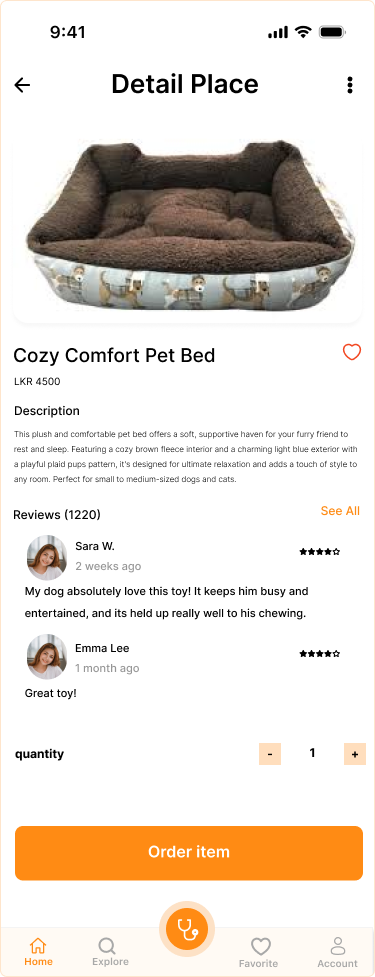 9:41
Detail Place
Cozy Comfort Pet Bed
LKR 4500
Description
This plush and comfortable pet bed offers a soft, supportive haven for your furry friend to
rest and sleep. Featuring a cozy brown fleece interior and a charming light blue exterior with
a playful plaid pups pattern, it's designed for ultimate relaxation and adds a touch of style to
any room. Perfect for small to medium-sized dogs and cats.
Reviews (1220)
See All
Sara W.
2 weeks ago
My dog absolutely love this toy! It keeps him busy and
entertained, and its held up really well to his chewing.
Emma Lee
1 month ago
Great toy!
quantity
-
1
+
Order item
Home
Explore
Favorite
Account